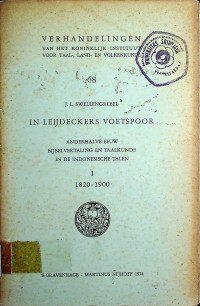 VERHANDELINGEN
VAN HET KONINKLIJK INSTITUUT
VOOR TAAL-, LAND- EN VOLKENKUNDE
68
J. L. SWELLENGREBEL
IN LEIJDECKERS VOETSPOOR
ANDERHALVE EEUW
BIJBELVERTALING EN TAALKUNDE
IN DE INDONESISCHE TALEN
I
1820-1900
'S-GRAVENHAGE - MARTINUS NIJHOFF 1974